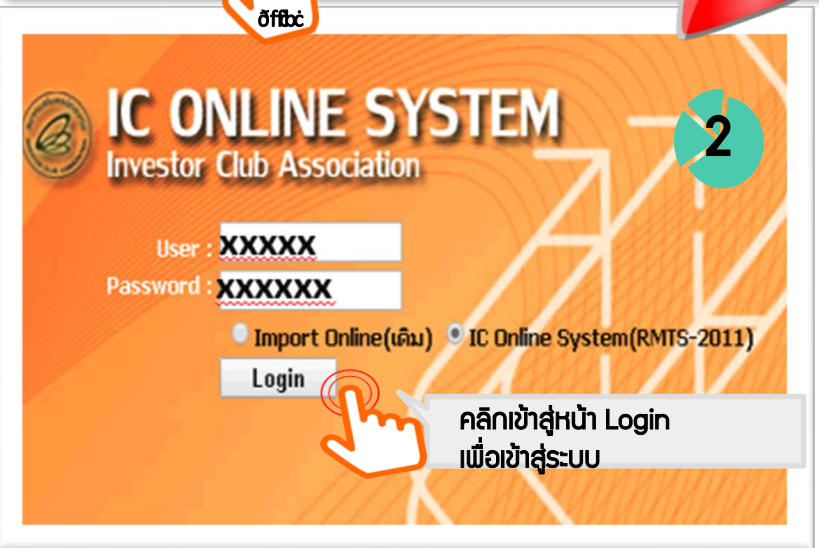 IC ONLINE SYSTEM
Investor Club Association
2
User : XXXXX
Password : XXXXXX
Import Online(เดิม) IC Online System(RMTS-2011)
Login
คลิกเข้าสู่หน้า Login
เพื่อเข้าสู่ระบบ